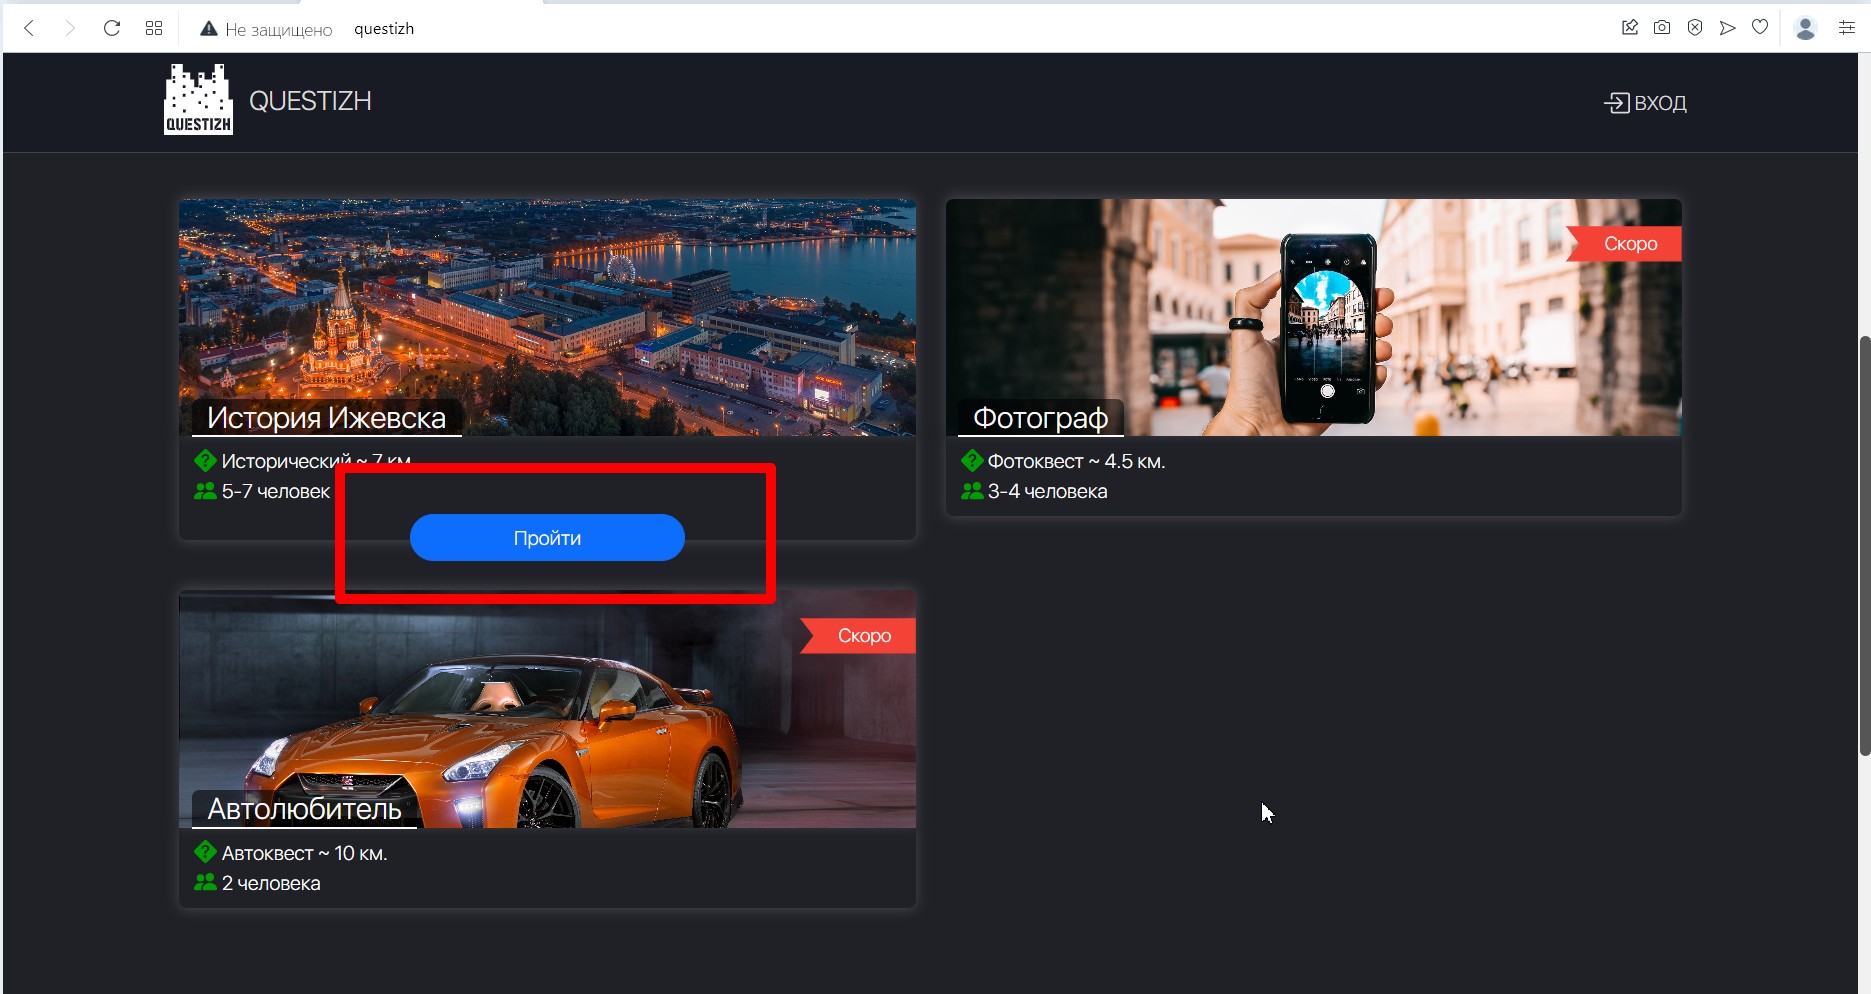 Не защищено questizh
QUESTIZH
QUESTIZH
ВХОД
История Ижевска
Исторический ~ 7 км.
5-7 человек
Пройти
Скоро
Фотограф
Фотоквест ~ 4.5 км.
3-4 человека
Скоро
Автолюбитель
Автоквест ~ 10 км.
2 человека